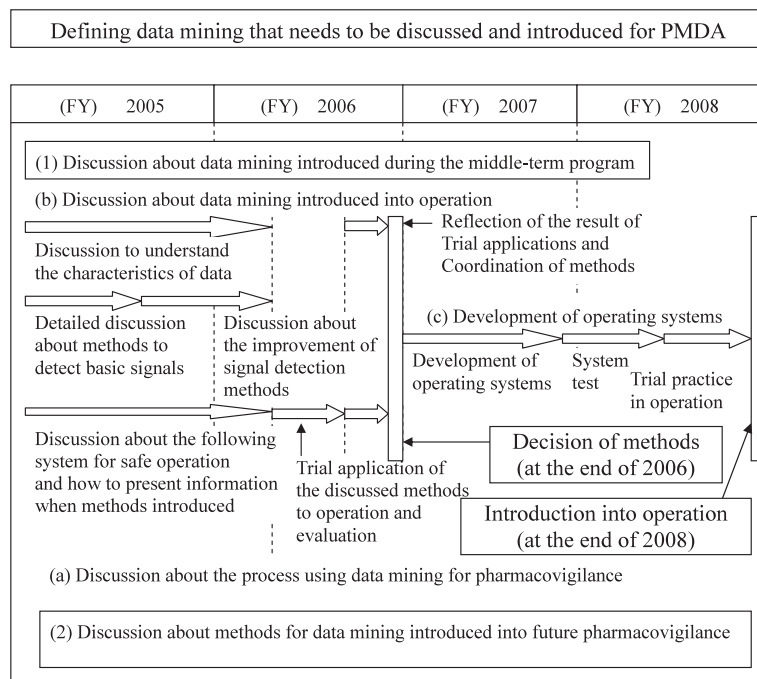 Defining data mining that needs to be discussed and introduced for PMDA
(FY) 2005
(FY) 2006
(FY) 2007
(FY) 2008
(1) Discussion about data mining introduced during the middle-term program
(b) Discussion about data mining introduced into operation
Discussion to understand
the characteristics of data
Reflection of the result of
Trial applications and
Coordination of methods
Detailed discussion
about methods to
detect basic signals
Discussion about
the improvement of
signal detection
methods
(c) Development of operating systems
Development of
operating systems
System
test
Trial practice
in operation
Discussion about the following
system for safe operation
and how to present information
when methods introduced
Trial application of
the discussed methods
to operation and
evaluation
Decision of methods
(at the end of 2006)
Introduction into operation
(at the end of 2008)
(a) Discussion about the process using data mining for pharmacovigilance
(2) Discussion about methods for data mining introduced into future pharmacovigilance